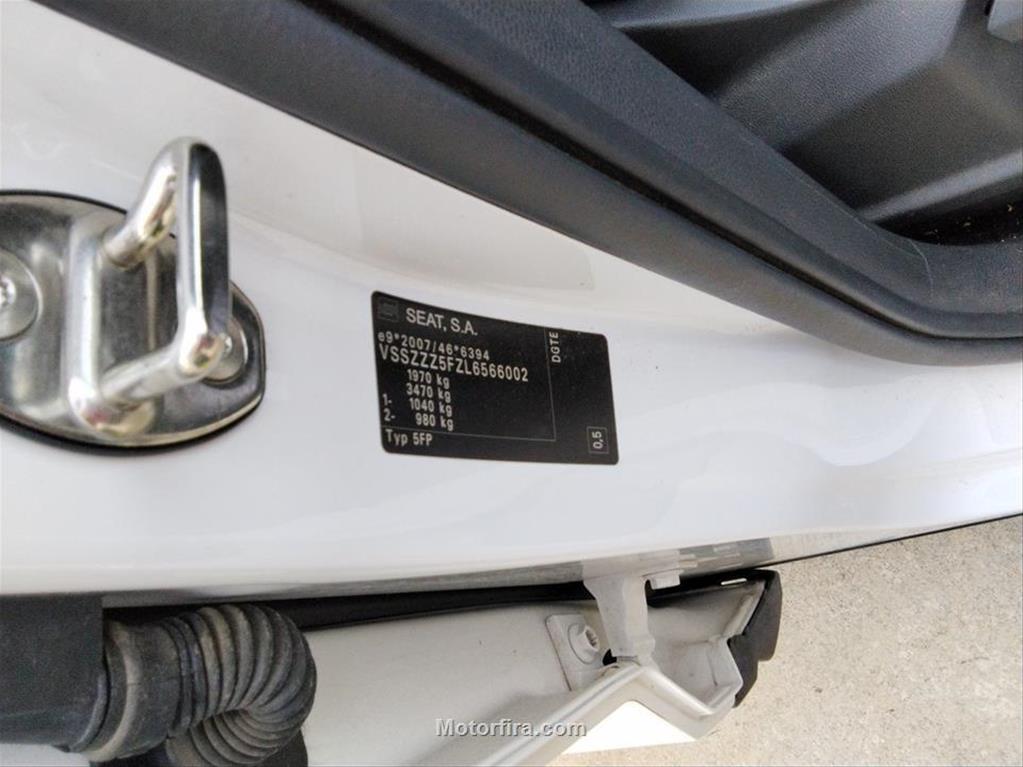 SEAT, S.A.
e9*2007/46*6394
VSSZZZ5FZL6566002
1970 kg
3470 kg
1- 1040 kg
2- 980 kg
Typ 5FP
DGTE
0,5
Motorfira.com